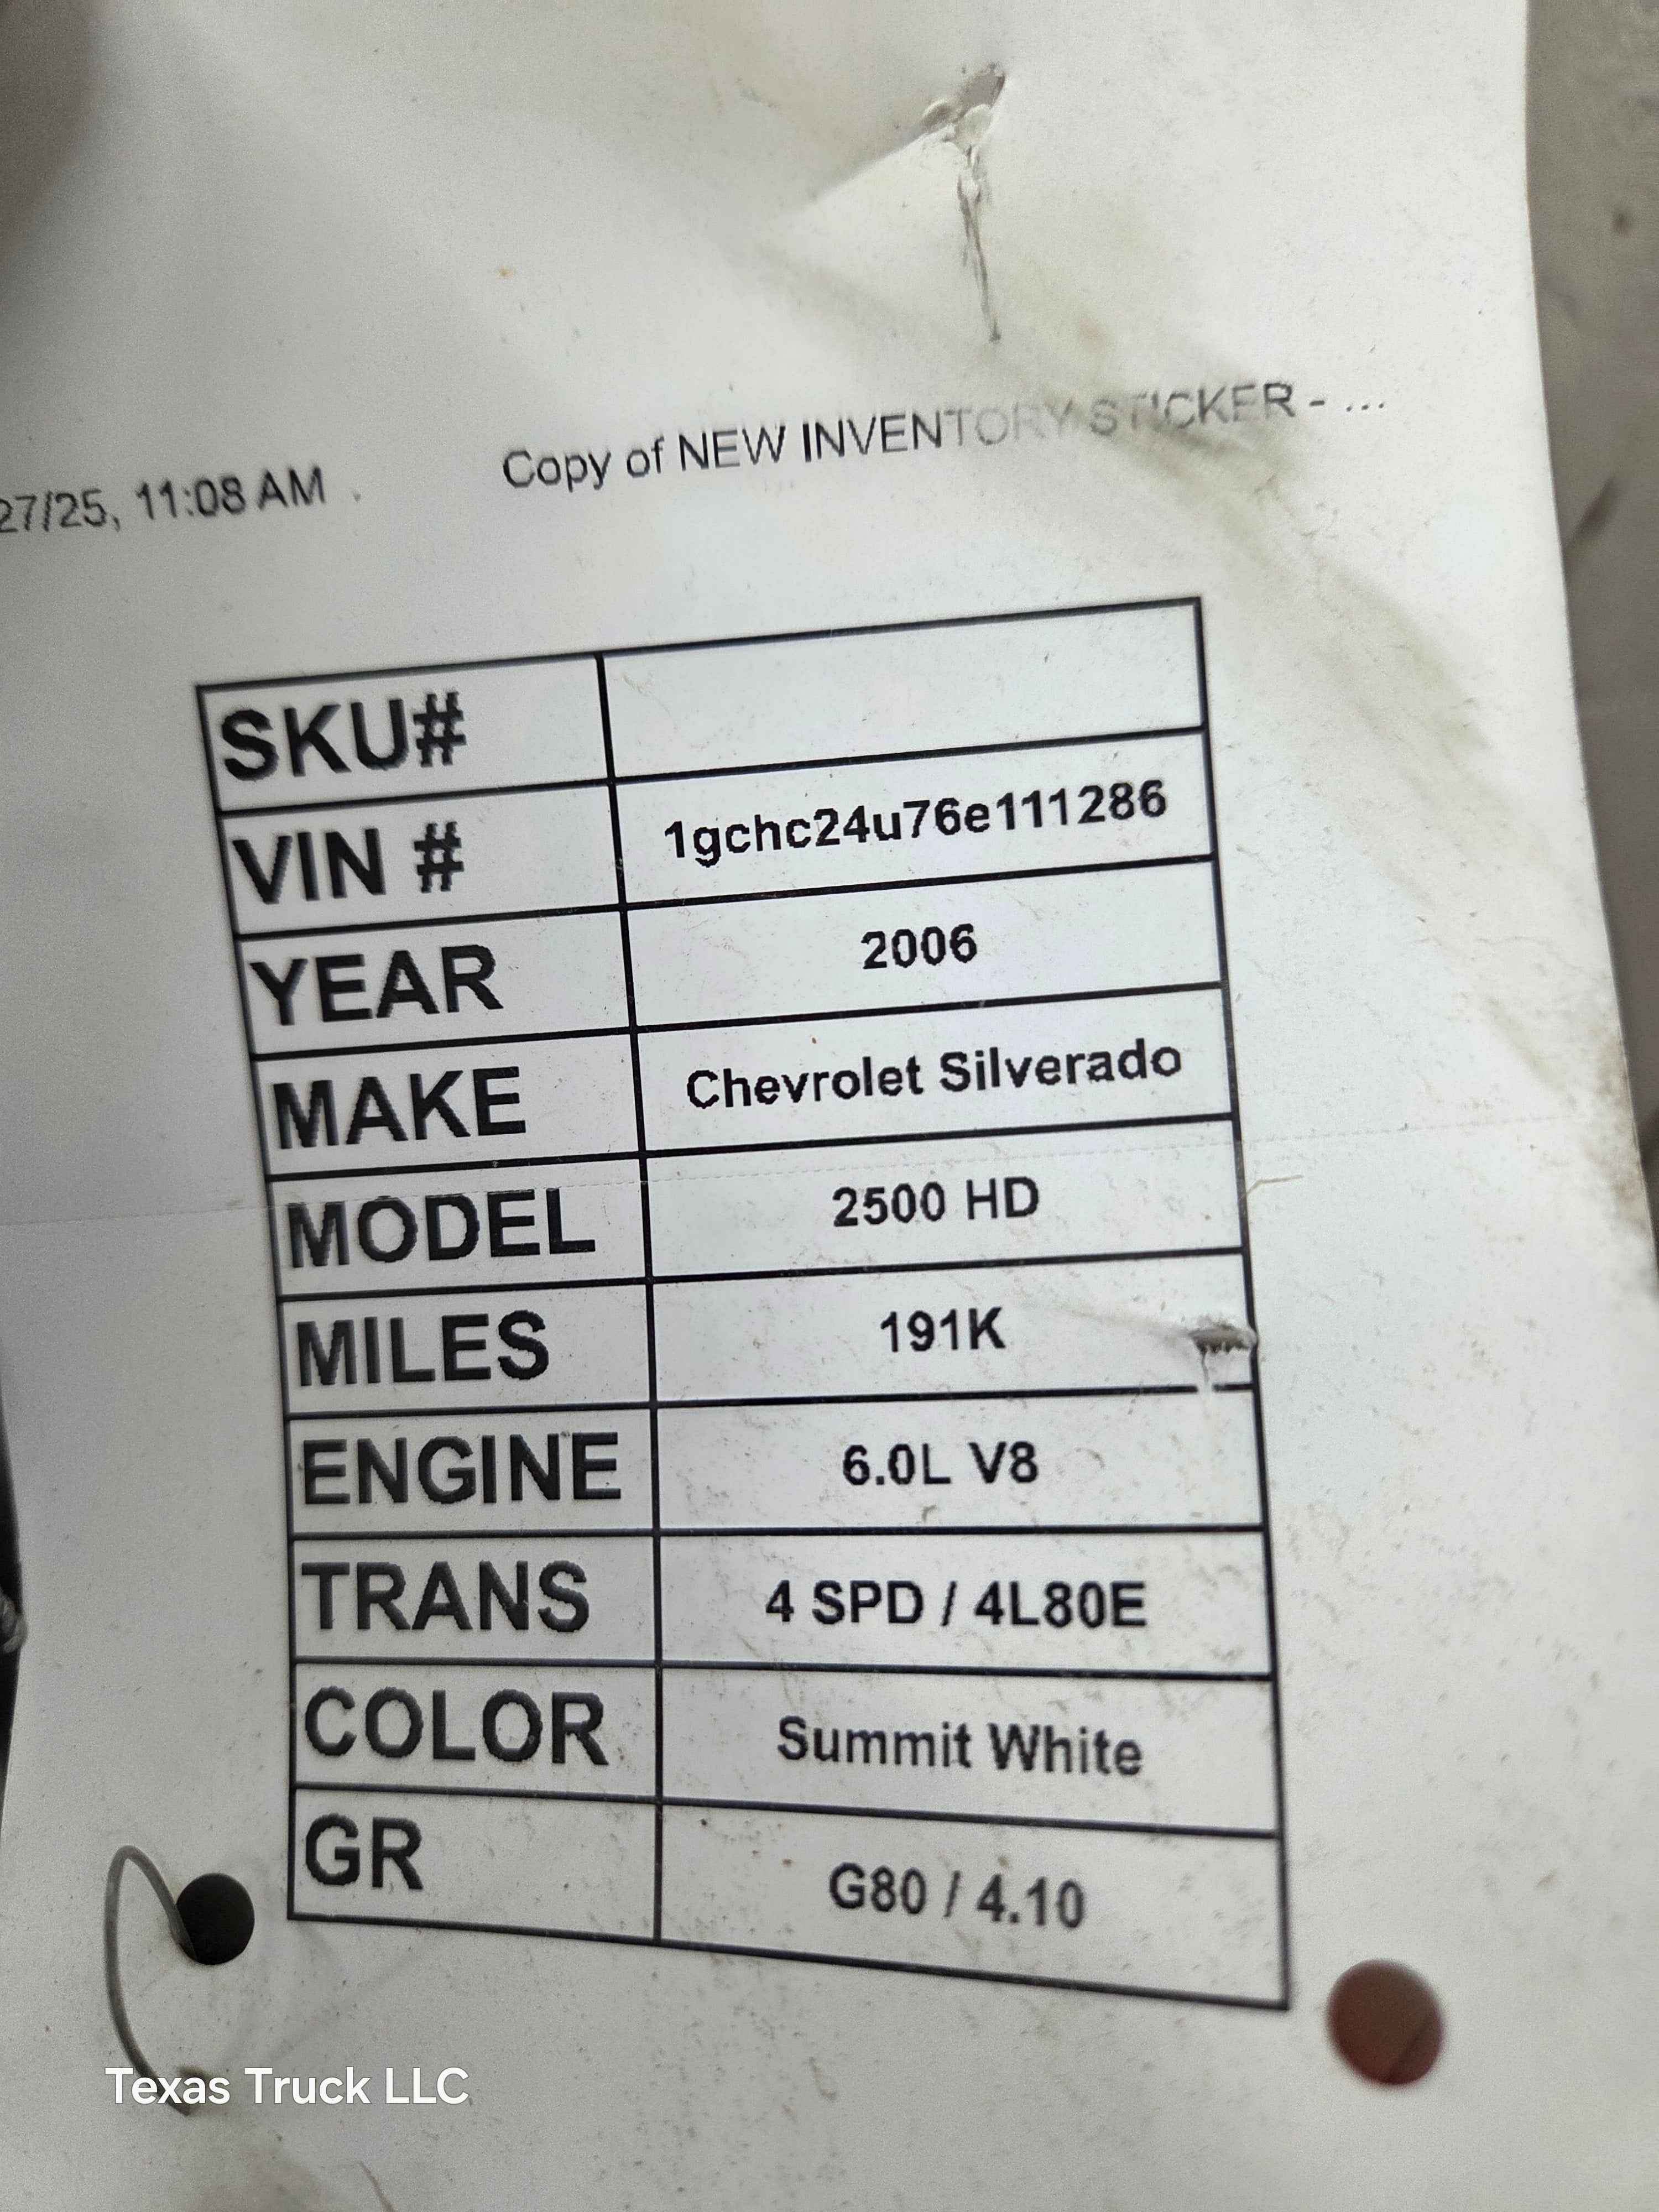 27/25, 11:08 AM Copy of NEW INVENTORY STICKER - ...
SKU#
VIN # 1gchc24u76e111286
YEAR 2006
MAKE Chevrolet Silverado
MODEL 2500 HD
MILES 191K
ENGINE 6.0L V8
TRANS 4 SPD / 4L80E
COLOR Summit White
GR G80 / 4.10
Texas Truck LLC